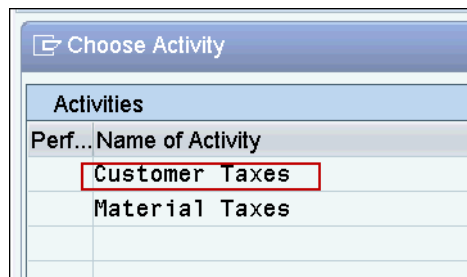 Choose Activity
Activities
Perf... Name of Activity
Customer Taxes
Material Taxes